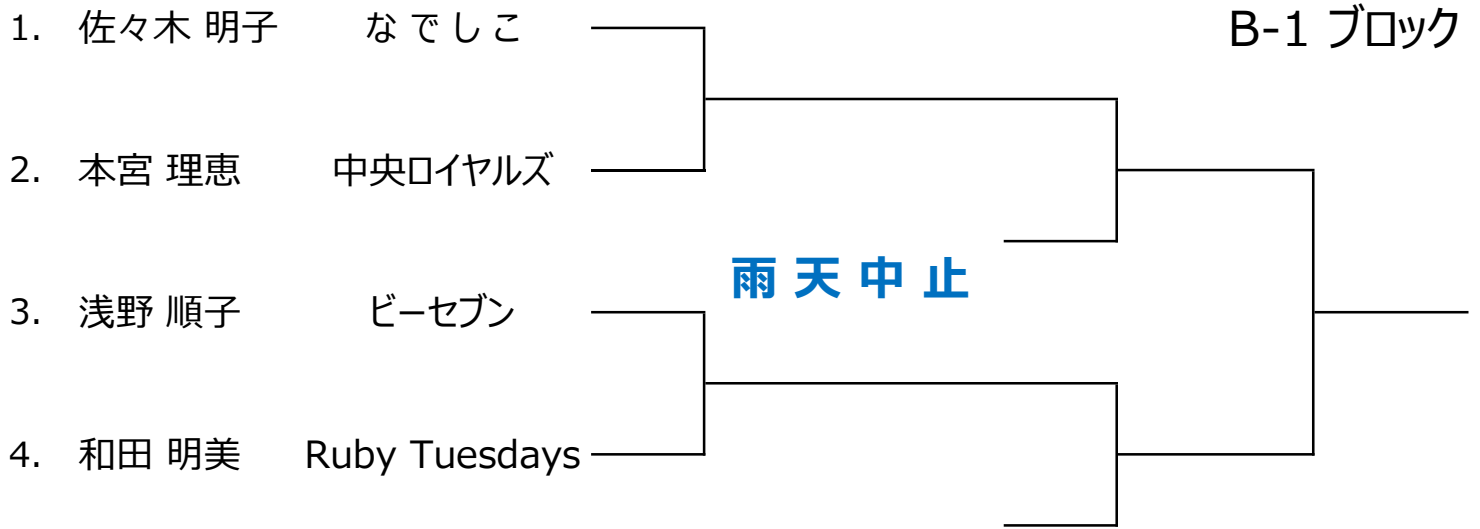 B-1 ブロック
1. 佐々木 明子 な で し こ
2. 本宮 理恵 中央ロイヤルズ
雨 天 中 止
3. 浅野 順子 ビーセブン
4. 和田 明美 Ruby Tuesdays